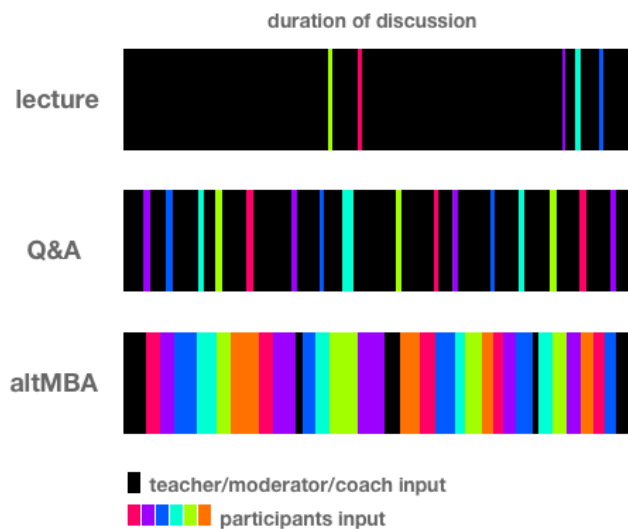 duration of discussion
lecture
Q&A
altMBA
teacher/moderator/coach input
participants input